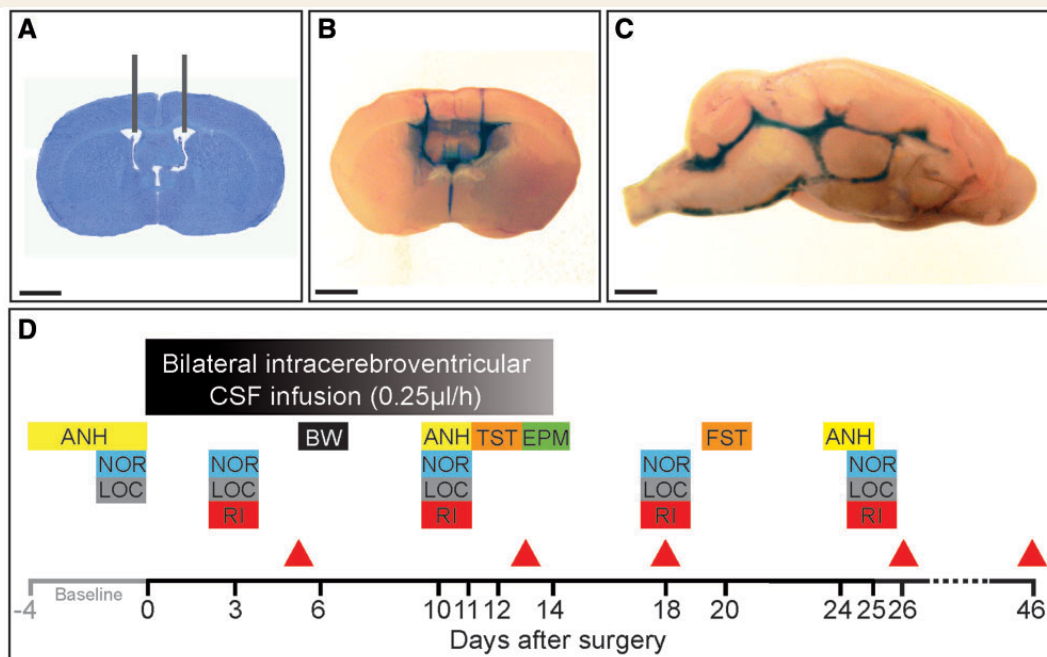 A
B
C
D
Bilateral intracerebroventricular
CSF infusion (0.25µl/h)
ANH
BW
ANH
TST
EPM
FST
ANH
NOR
NOR
NOR
NOR
NOR
LOC
LOC
LOC
LOC
LOC
RI
RI
RI
RI
Baseline
-4
0
3
6
10
11
12
14
18
20
24
25
26
46
Days after surgery